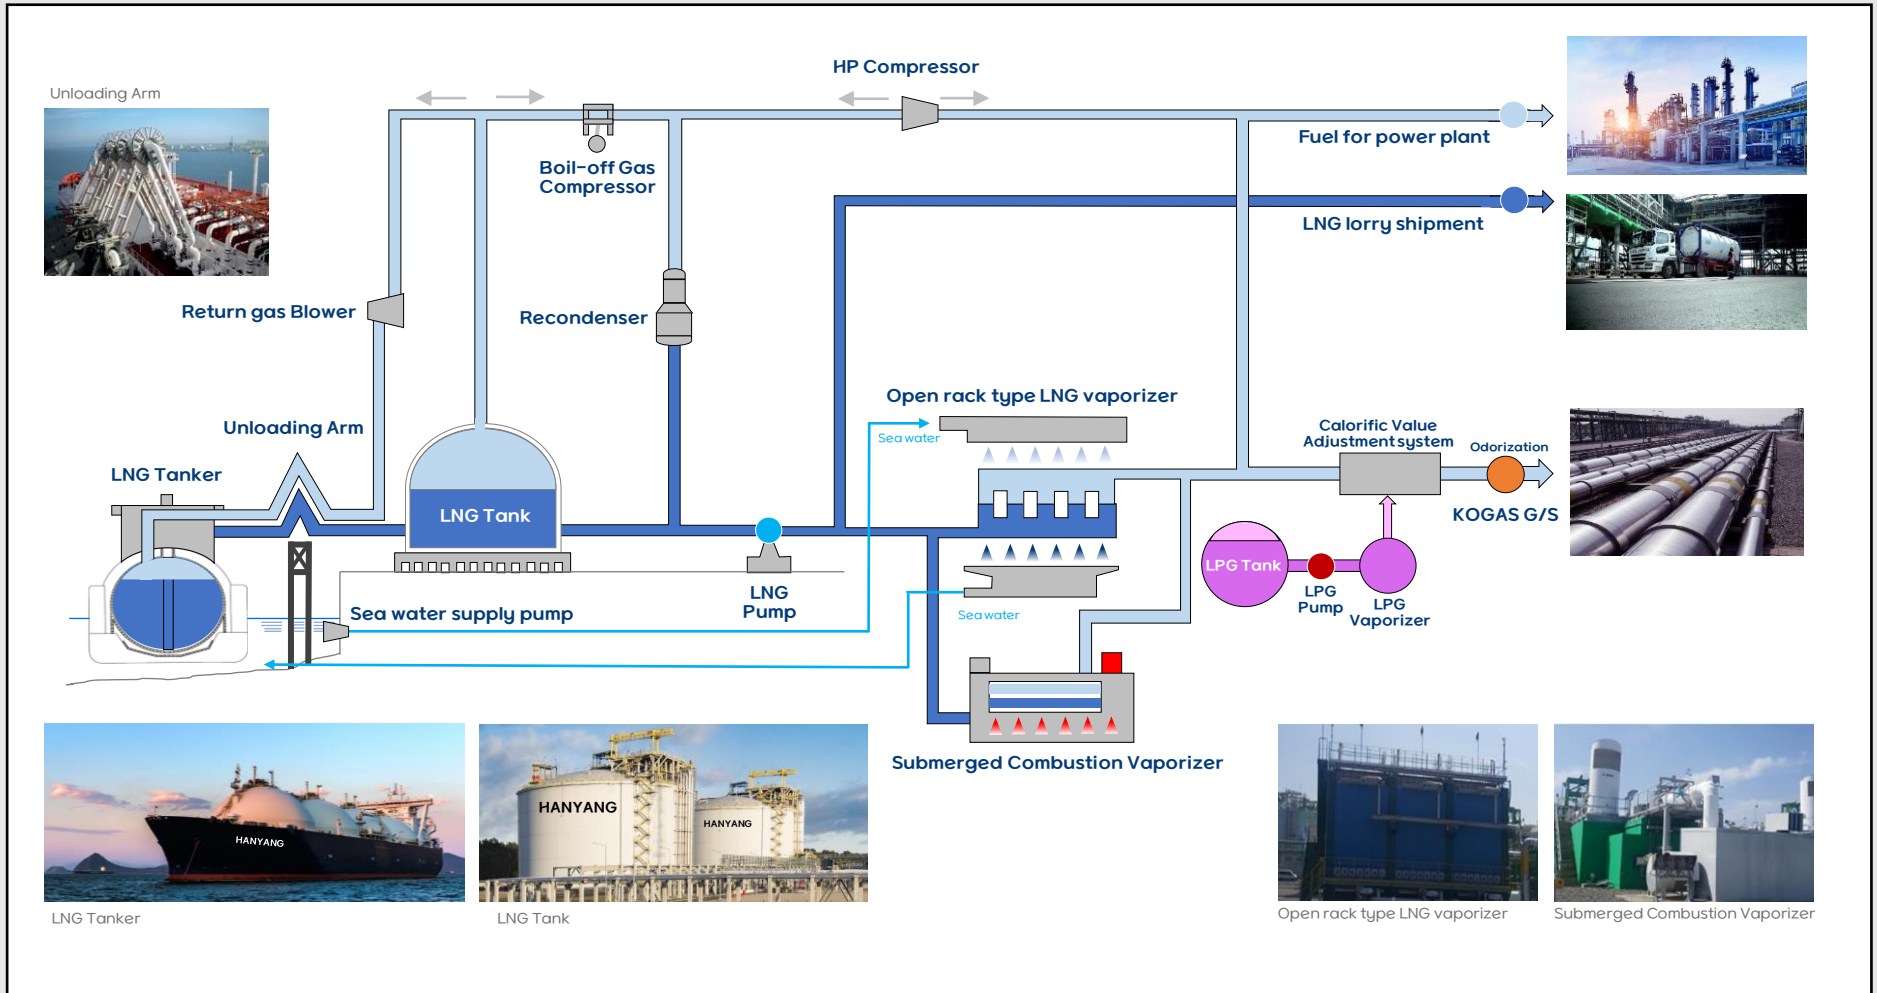 Unloading Arm
HP Compressor
Fuel for power plant
Boil-off Gas
Compressor
LNG lorry shipment
Return gas Blower
Recondenser
Open rack type LNG vaporizer
Unloading Arm
Sea water
Calorific Value
Adjustment system
Odorization
LNG Tanker
LNG Tank
KOGAS G/S
LPG Tank
LNG
Pump
LPG
Pump
LPG
Vaporizer
Sea water supply pump
Sea water
Submerged Combustion Vaporizer
HANYANG
HANYANG
HANYANG
LNG Tanker
LNG Tank
Open rack type LNG vaporizer
Submerged Combustion Vaporizer